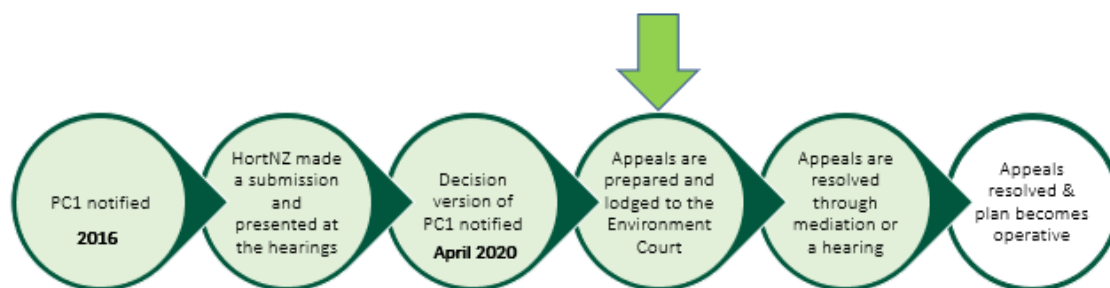 PC1 notified
2016
HortNZ made
a submission
and
presented at
the hearings
Decision
version of
PC1 notified
April 2020
Appeals are
prepared and
lodged to the
Environment
Court
Appeals are
resolved
through
mediation or
a hearing
Appeals
resolved &
plan becomes
operative